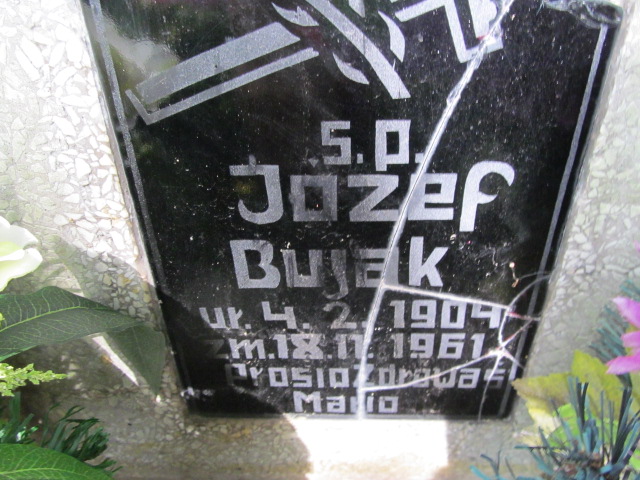 Ś.P.
Józef
Bujak
ur. 4. 2. 1904
zm. 18. 11. 1961
Prosi o Zdrowaś
Mario